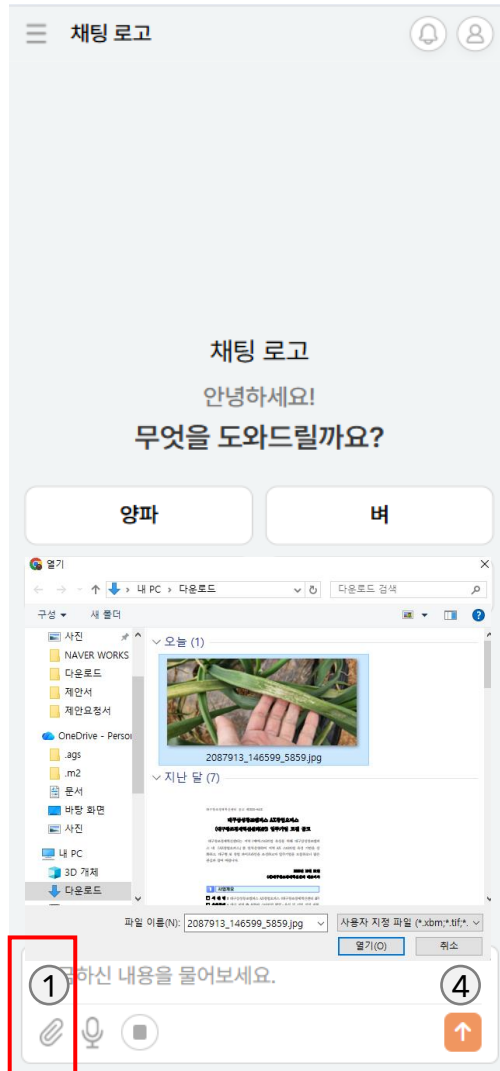 채팅 로고
채팅 로고
안녕하세요!
무엇을 도와드릴까요?
양파 벼
열기
내 PC > 다운로드 다운로드 검색
구성 새 폴더
사진
NAVER WORKS
다운로드
제안서
제안요청서
OneDrive - Perso
.ags
.m2
문서
바탕 화면
사진
내 PC
3D 개체
다운로드
오늘 (1)
2087913_146599_5859.jpg
지난 달 (7)
1 사업개요
파일 이름(N): 2087913_146599_5859.jpg 사용자 지정 파일 (*.xbm;*.tif;*.
열기(O) 취소
1 하신 내용을 물어보세요. 4